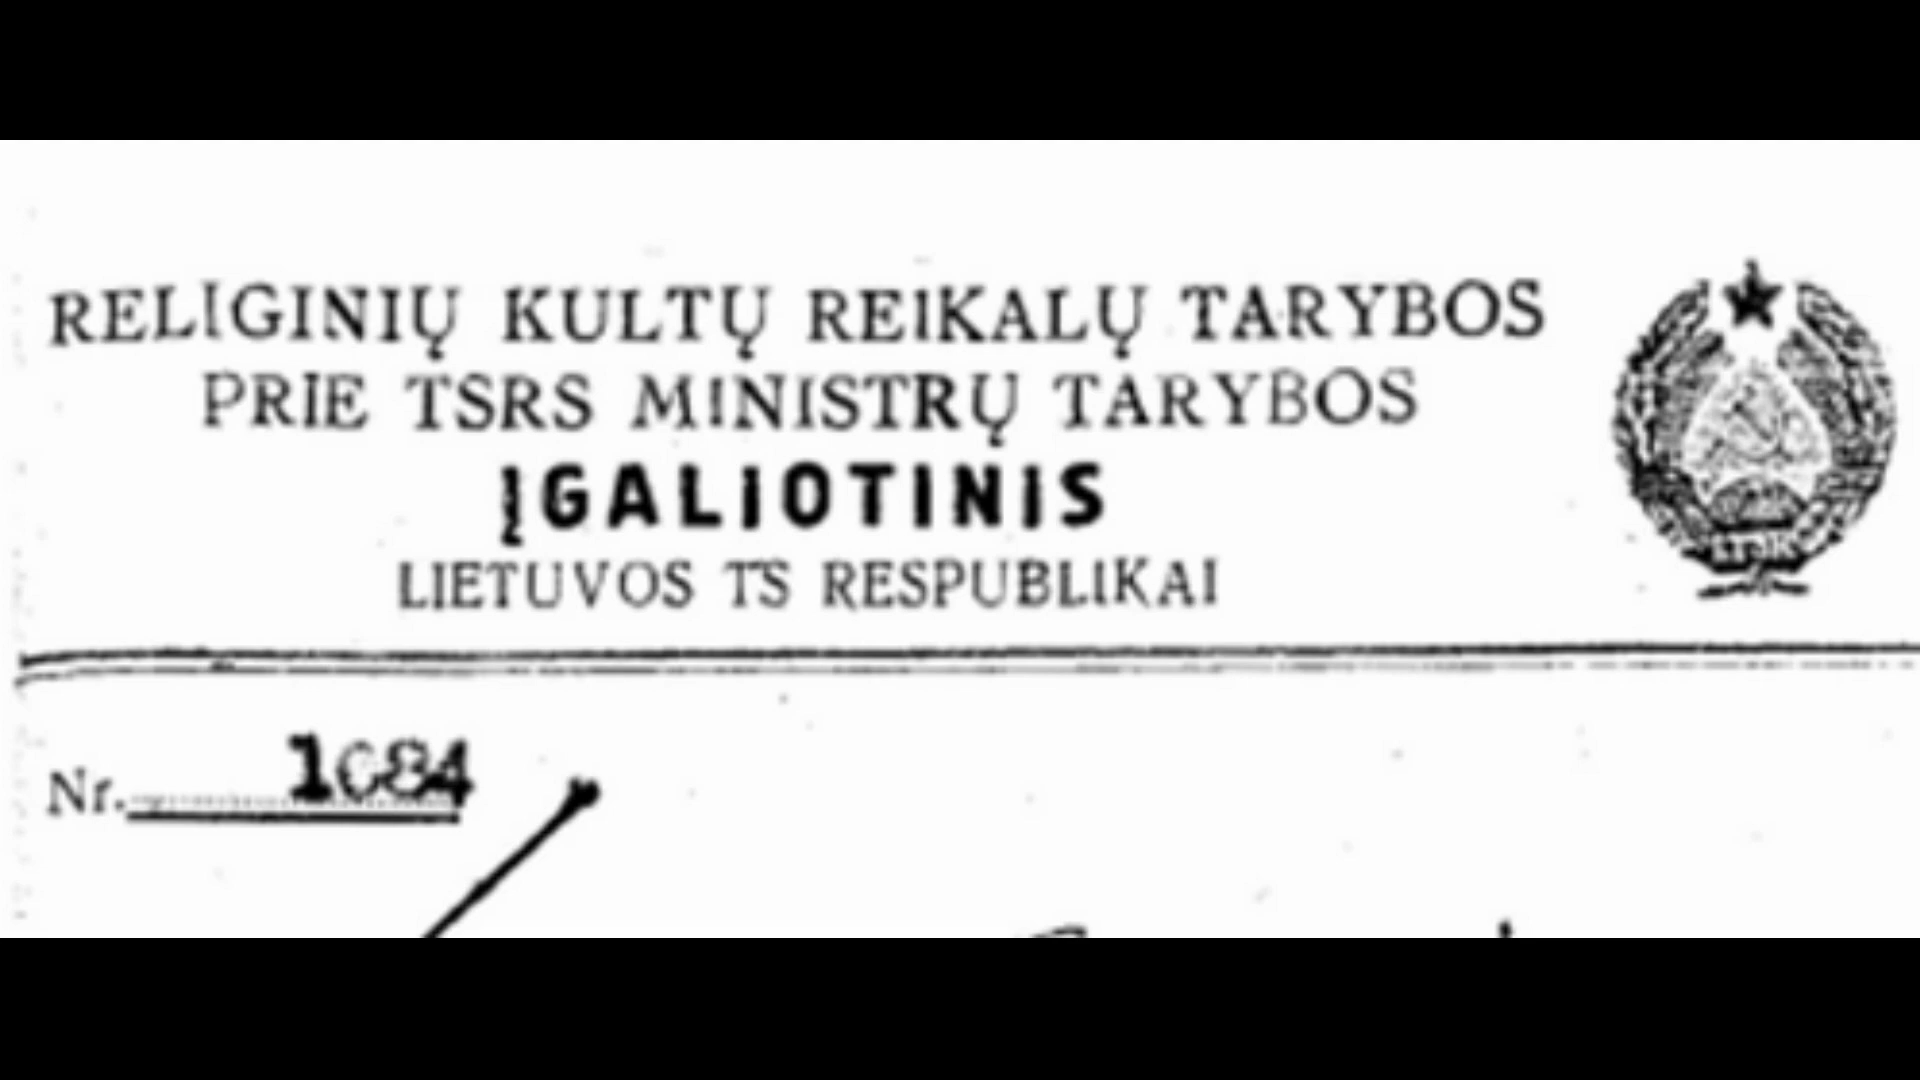 RELIGINIŲ KULTŲ REIKALŲ TARYBOS
PRIE TSRS MINISTRŲ TARYBOS
ĮGALIOTINIS
LIETUVOS TS RESPUBLIKAI
Nr. 1084